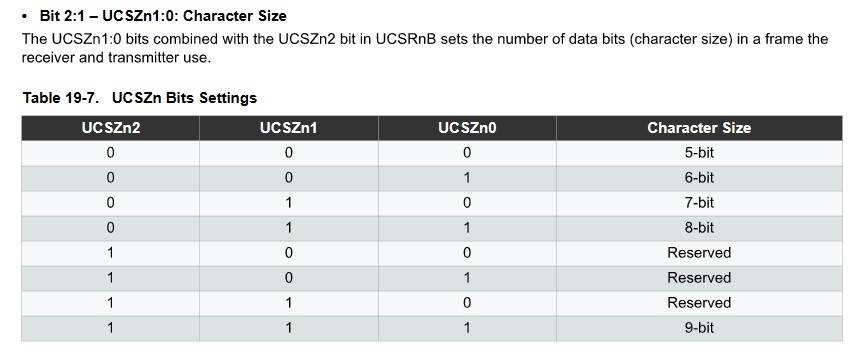 • Bit 2:1 – UCSZn1:0: Character Size
The UCSZn1:0 bits combined with the UCSZn2 bit in UCSRnB sets the number of data bits (character size) in a frame the
receiver and transmitter use.
Table 19-7. UCSZn Bits Settings
UCSZn2 UCSZn1 UCSZn0 Character Size
0 0 0 5-bit
0 0 1 6-bit
0 1 0 7-bit
0 1 1 8-bit
1 0 0 Reserved
1 0 1 Reserved
1 1 0 Reserved
1 1 1 9-bit